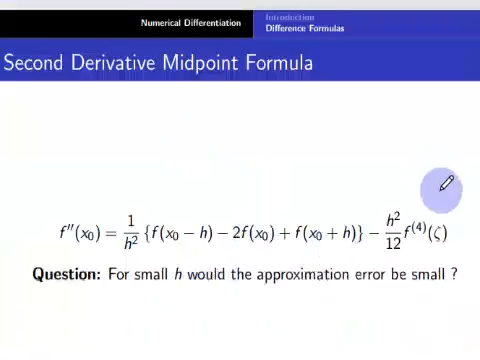 Numerical Differentiation
Introduction
Difference Formulas
Second Derivative Midpoint Formula
f''(x₀) = 1/h² {f(x₀ − h) − 2f(x₀) + f(x₀ + h)} − h²/12 f⁽⁴⁾(ζ)
Question: For small h would the approximation error be small ?